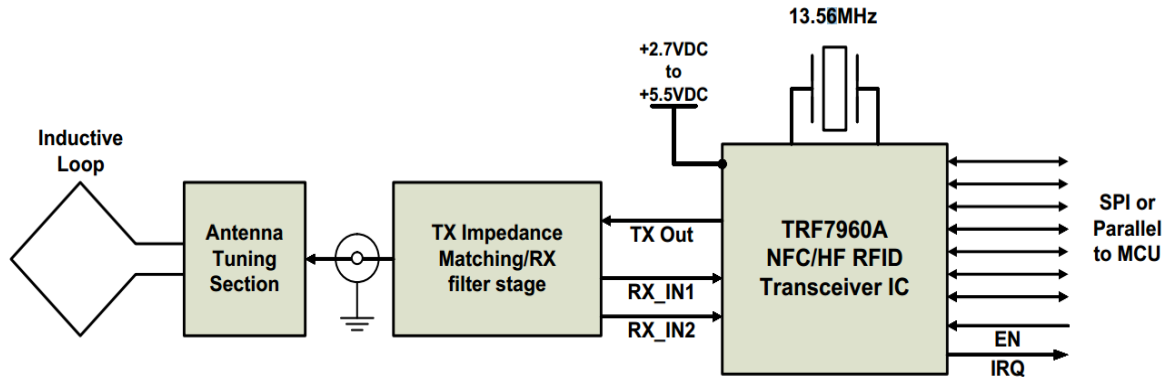 13.56MHz
+2.7VDC
to
+5.5VDC
Inductive
Loop
Antenna
Tuning
Section
TX Impedance
Matching/RX
filter stage
TX Out
RX_IN1
RX_IN2
TRF7960A
NFC/HF RFID
Transceiver IC
SPI or
Parallel
to MCU
EN
IRQ